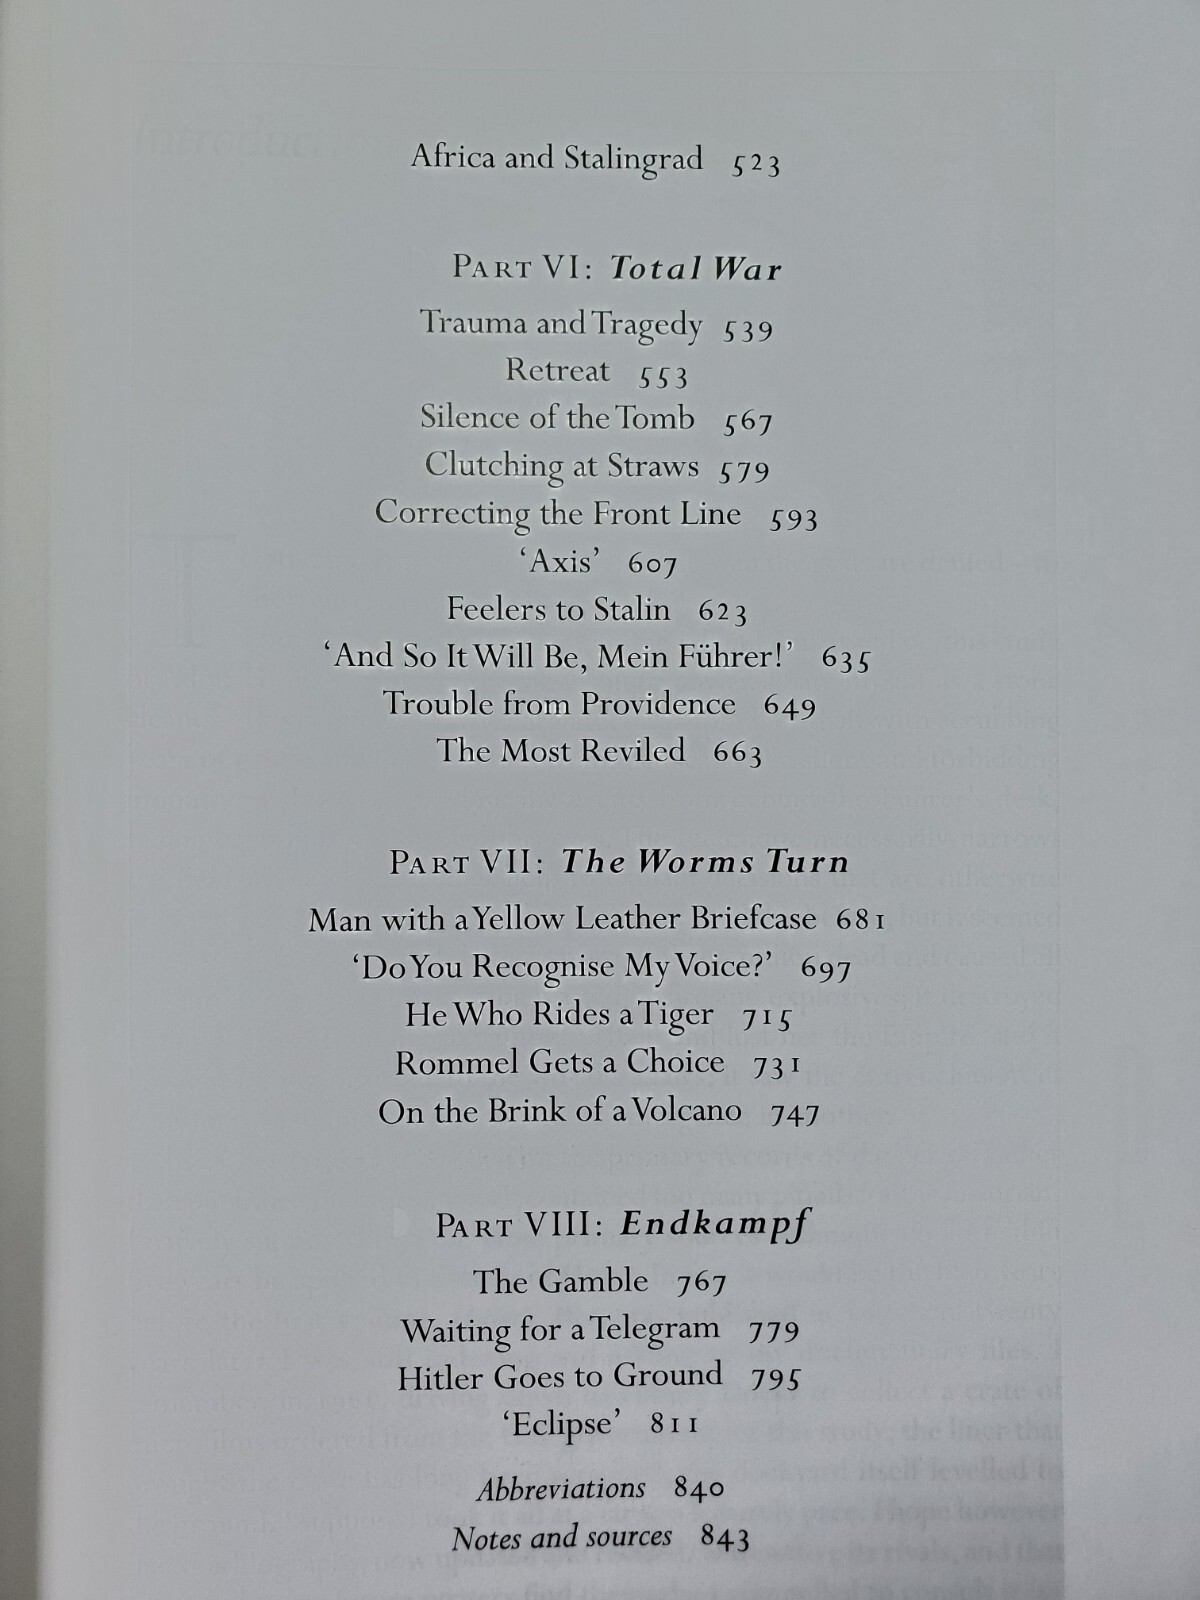 Africa and Stalingrad 523
PART VI: Total War
Trauma and Tragedy 539
Retreat 553
Silence of the Tomb 567
Clutching at Straws 579
Correcting the Front Line 593
‘Axis’ 607
Feelers to Stalin 623
‘And So It Will Be, Mein Führer!’ 635
Trouble from Providence 649
The Most Reviled 663
PART VII: The Worms Turn
Man with a Yellow Leather Briefcase 681
‘Do You Recognise My Voice?’ 697
He Who Rides a Tiger 715
Rommel Gets a Choice 731
On the Brink of a Volcano 747
PART VIII: Endkampf
The Gamble 767
Waiting for a Telegram 779
Hitler Goes to Ground 795
‘Eclipse’ 811
Abbreviations 840
Notes and sources 843